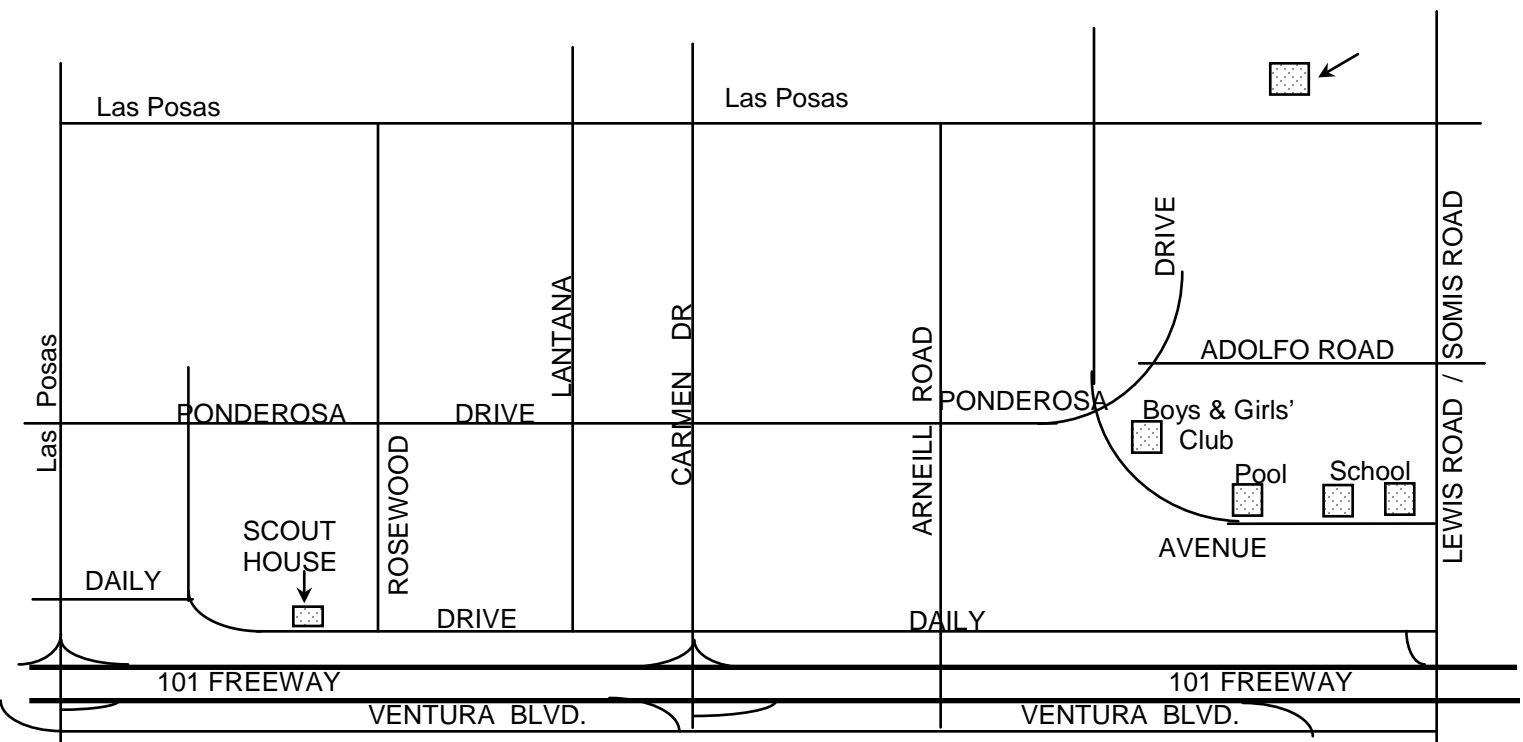 Las Posas
Las Posas
DRIVE
LEWIS ROAD / SOMIS ROAD
LANTANA
CARMEN DR
ARNEILL ROAD
ADOLFO ROAD
Las Posas
PONDEROSA
DRIVE
PONDEROSA
Boys & Girls'
Club
ROSEWOOD
Pool
School
SCOUT
HOUSE
AVENUE
DAILY
DRIVE
DAILY
101 FREEWAY
101 FREEWAY
VENTURA BLVD.
VENTURA BLVD.